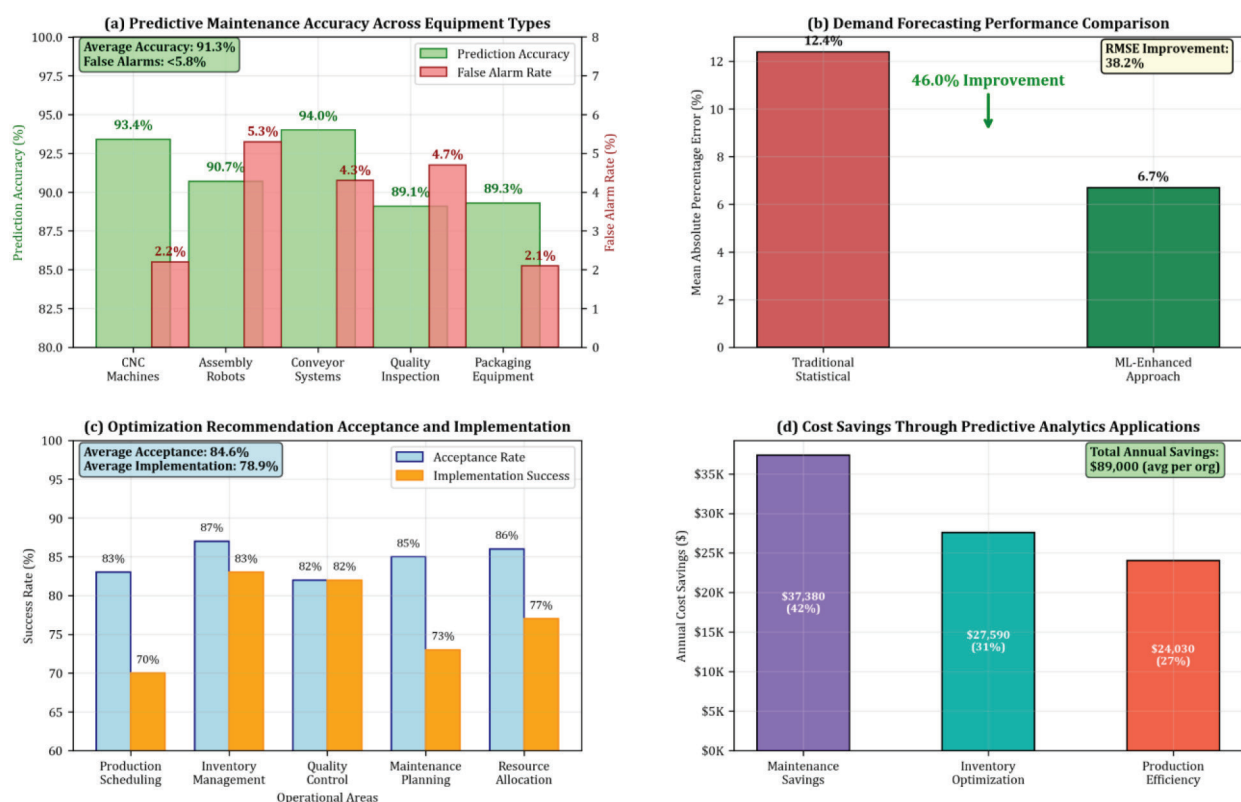 (a) Predictive Maintenance Accuracy Across Equipment Types
Average Accuracy: 91.3%
False Alarms: <5.8%
Prediction Accuracy
False Alarm Rate
Prediction Accuracy (%)
100.0
97.5
95.0
92.5
90.0
87.5
85.0
82.5
80.0
93.4%
2.2%
90.7%
5.3%
94.0%
4.3%
89.1%
4.7%
89.3%
2.1%
8
7
6
5
4
3
2
1
0
False Alarm Rate (%)
CNC
Machines
Assembly
Robots
Conveyor
Systems
Quality
Inspection
Packaging
Equipment
(b) Demand Forecasting Performance Comparison
RMSE Improvement:
38.2%
46.0% Improvement
Mean Absolute Percentage Error (%)
12
10
8
6
4
2
0
12.4%
6.7%
Traditional
Statistical
ML-Enhanced
Approach
(c) Optimization Recommendation Acceptance and Implementation
Average Acceptance: 84.6%
Average Implementation: 78.9%
Acceptance Rate
Implementation Success
Success Rate (%)
100
95
90
85
80
75
70
65
60
83%
70%
87%
83%
82%
82%
85%
73%
86%
77%
Production
Scheduling
Inventory
Management
Quality
Control
Maintenance
Planning
Resource
Allocation
Operational Areas
(d) Cost Savings Through Predictive Analytics Applications
Total Annual Savings:
$89,000 (avg per org)
Annual Cost Savings ($)
$35K
$30K
$25K
$20K
$15K
$10K
$5K
$0K
$37,380
(42%)
$27,590
(31%)
$24,030
(27%)
Maintenance
Savings
Inventory
Optimization
Production
Efficiency